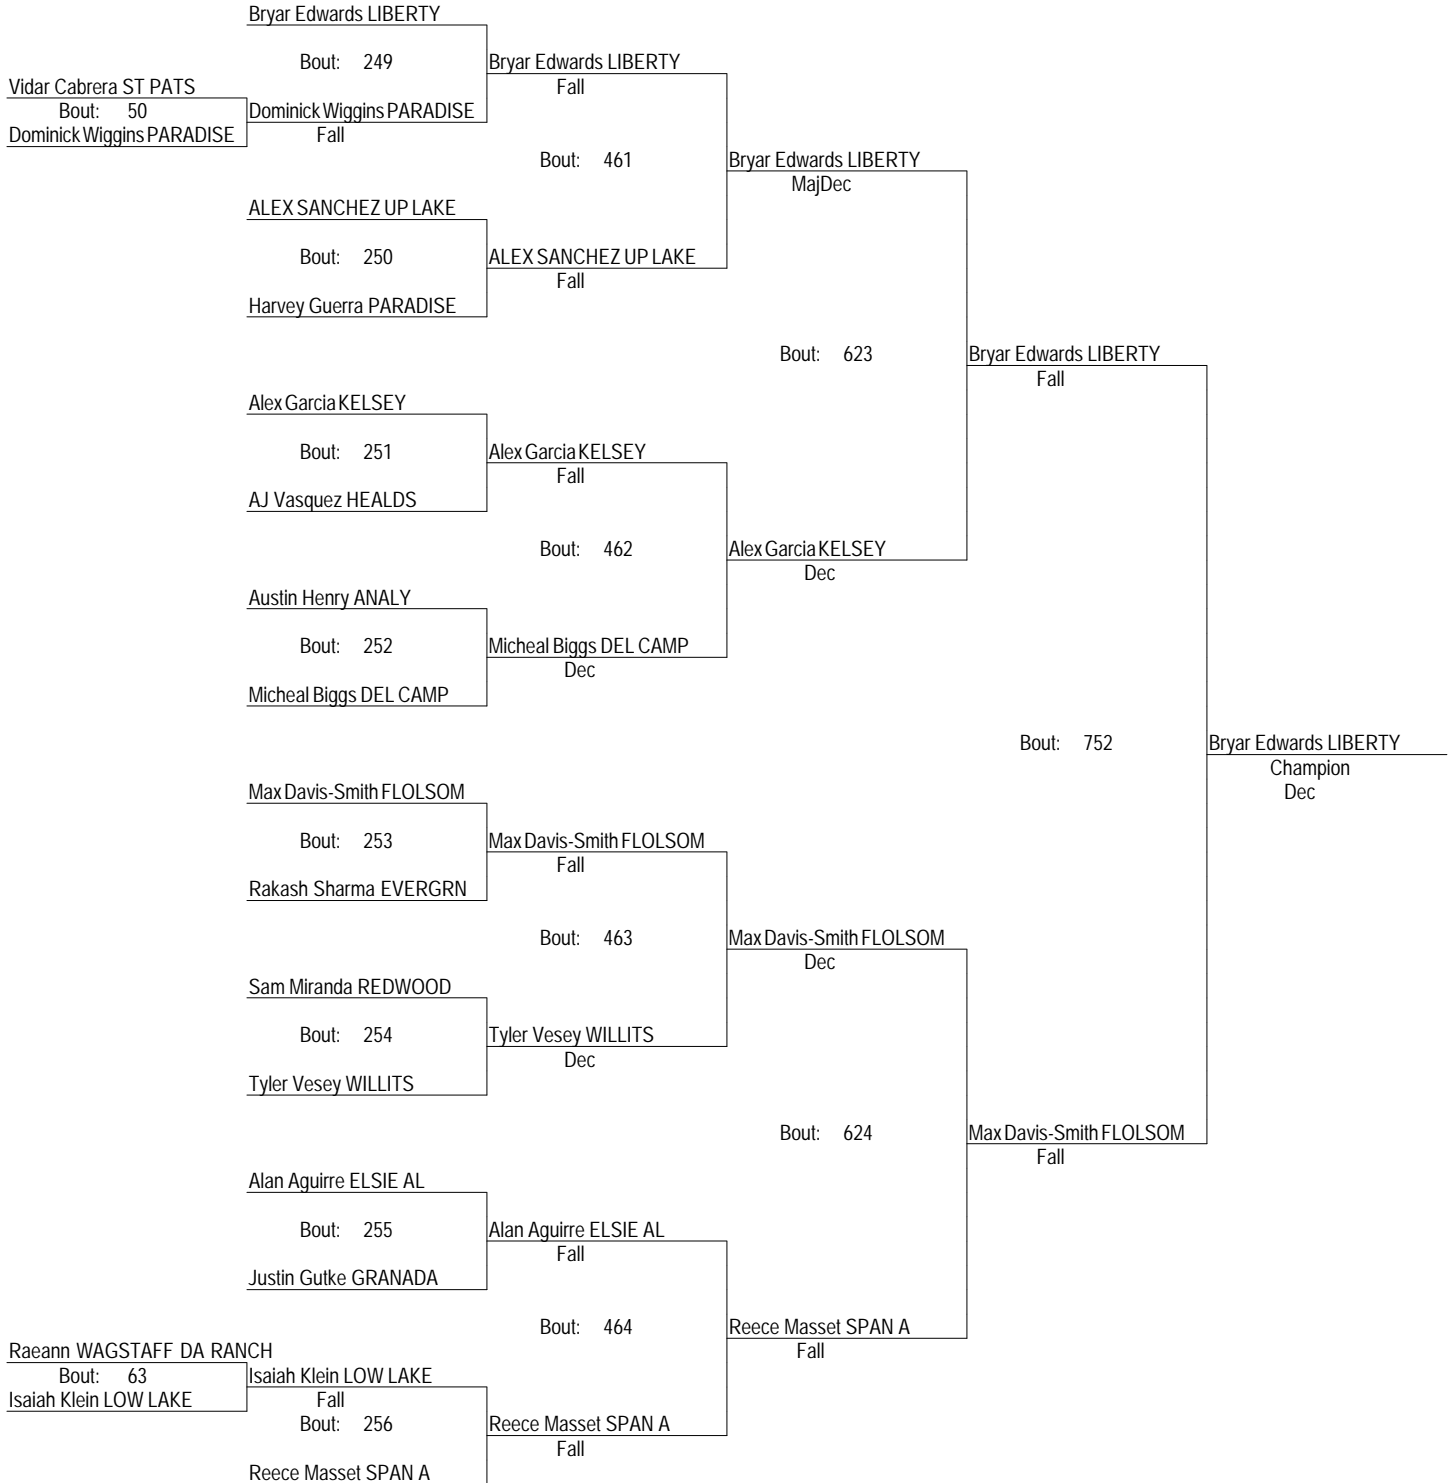 Bryar Edwards LIBERTY
Bout: 249
Bryar Edwards LIBERTY
Fall
Vidar Cabrera ST PATS
Bout: 50
Dominick Wiggins PARADISE
Dominick Wiggins PARADISE
Fall
Bout: 461
Bryar Edwards LIBERTY
MajDec
ALEX SANCHEZ UP LAKE
Bout: 250
ALEX SANCHEZ UP LAKE
Fall
Harvey Guerra PARADISE
Bout: 623
Bryar Edwards LIBERTY
Fall
Alex Garcia KELSEY
Bout: 251
Alex Garcia KELSEY
Fall
AJ Vasquez HEALDS
Bout: 462
Alex Garcia KELSEY
Dec
Austin Henry ANALY
Bout: 252
Micheal Biggs DEL CAMP
Dec
Micheal Biggs DEL CAMP
Bout: 752
Bryar Edwards LIBERTY
Champion
Dec
Max Davis-Smith FLOLSOM
Bout: 253
Max Davis-Smith FLOLSOM
Fall
Rakash Sharma EVERGRN
Bout: 463
Max Davis-Smith FLOLSOM
Dec
Sam Miranda REDWOOD
Bout: 254
Tyler Vesey WILLITS
Dec
Tyler Vesey WILLITS
Bout: 624
Max Davis-Smith FLOLSOM
Fall
Alan Aguirre ELSIE AL
Bout: 255
Alan Aguirre ELSIE AL
Fall
Justin Gutke GRANADA
Bout: 464
Reece Masset SPAN A
Fall
Raeann WAGSTAFF DA RANCH
Bout: 63
Isaiah Klein LOW LAKE
Isaiah Klein LOW LAKE
Fall
Bout: 256
Reece Masset SPAN A
Fall
Reece Masset SPAN A